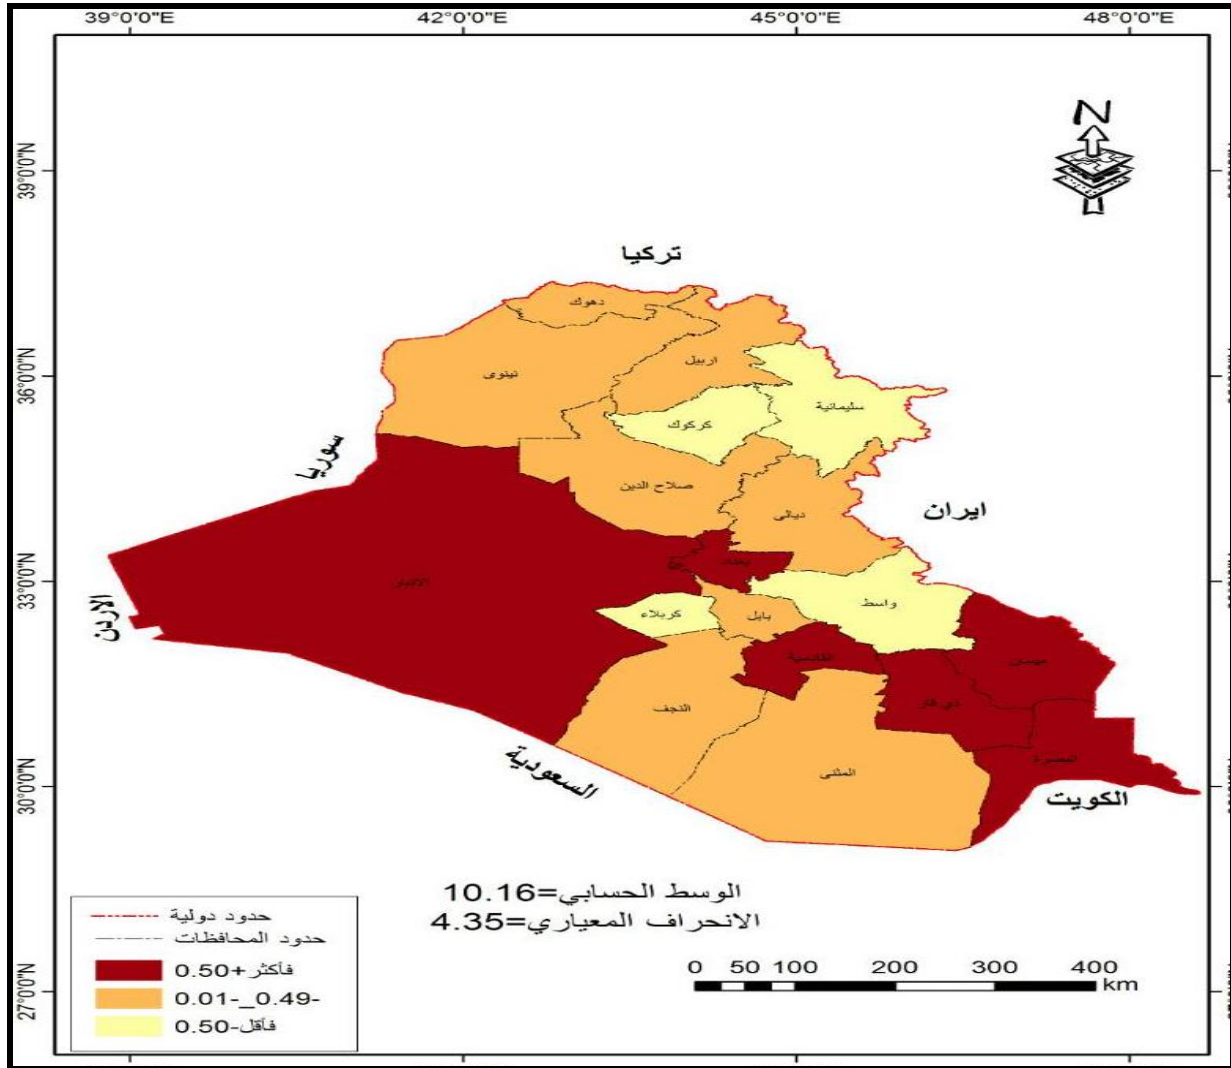 39°0'0"E 42°0'0"E 45°0'0"E 48°0'0"E
N
39°0'0"N
تركيا
دهوك
اربيل
نينوى
36°0'0"N
سليمانية
كركوك
سوريا
صلاح الدين
ايران
ديالى
بغداد
33°0'0"N
الانبار
واسط
كربلاء
بابل
الاردن
القادسية
ميسان
ذي قار
النجف
البصرة
المثنى
السعودية
30°0'0"N
الكويت
الوسط الحسابي=10.16
الانحراف المعياري=4.35
حدود دولية
حدود المحافظات
فأكثر+0.50
0.01-_0.49-
فأقل-0.50
0 50 100 200 300 400
km
27°0'0"N